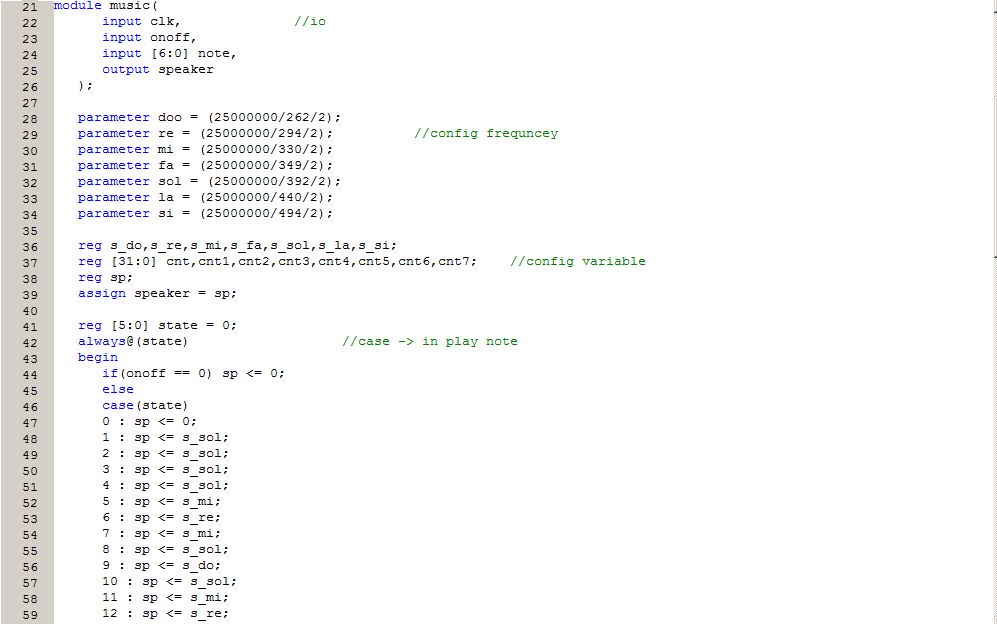 21 module music(
22 input clk, //io
23 input onoff,
24 input [6:0] note,
25 output speaker
26 );
27
28 parameter doo = (25000000/262/2);
29 parameter re = (25000000/294/2); //config frequncey
30 parameter mi = (25000000/330/2);
31 parameter fa = (25000000/349/2);
32 parameter sol = (25000000/392/2);
33 parameter la = (25000000/440/2);
34 parameter si = (25000000/494/2);
35
36 reg s_do,s_re,s_mi,s_fa,s_sol,s_la,s_si;
37 reg [31:0] cnt,cnt1,cnt2,cnt3,cnt4,cnt5,cnt6,cnt7; //config variable
38 reg sp;
39 assign speaker = sp;
40
41 reg [5:0] state = 0;
42 always@(state) //case -> in play note
43 begin
44 if(onoff == 0) sp <= 0;
45 else
46 case(state)
47 0 : sp <= 0;
48 1 : sp <= s_sol;
49 2 : sp <= s_sol;
50 3 : sp <= s_sol;
51 4 : sp <= s_sol;
52 5 : sp <= s_mi;
53 6 : sp <= s_re;
54 7 : sp <= s_mi;
55 8 : sp <= s_sol;
56 9 : sp <= s_do;
57 10 : sp <= s_sol;
58 11 : sp <= s_mi;
59 12 : sp <= s_re;